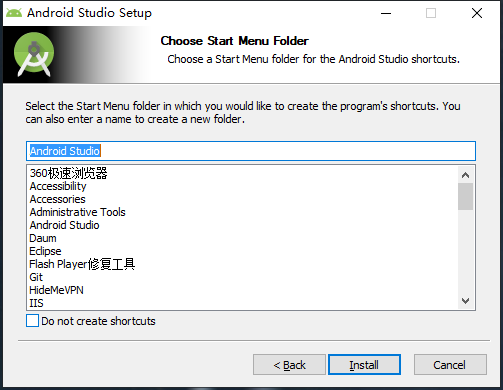 Android Studio Setup
Choose Start Menu Folder
Choose a Start Menu folder for the Android Studio shortcuts.
Select the Start Menu folder in which you would like to create the program's shortcuts. You
can also enter a name to create a new folder.
Android Studio
360极速浏览器
Accessibility
Accessories
Administrative Tools
Android Studio
Daum
Eclipse
Flash Player修复工具
Git
HideMeVPN
IIS
Do not create shortcuts
< Back
Install
Cancel